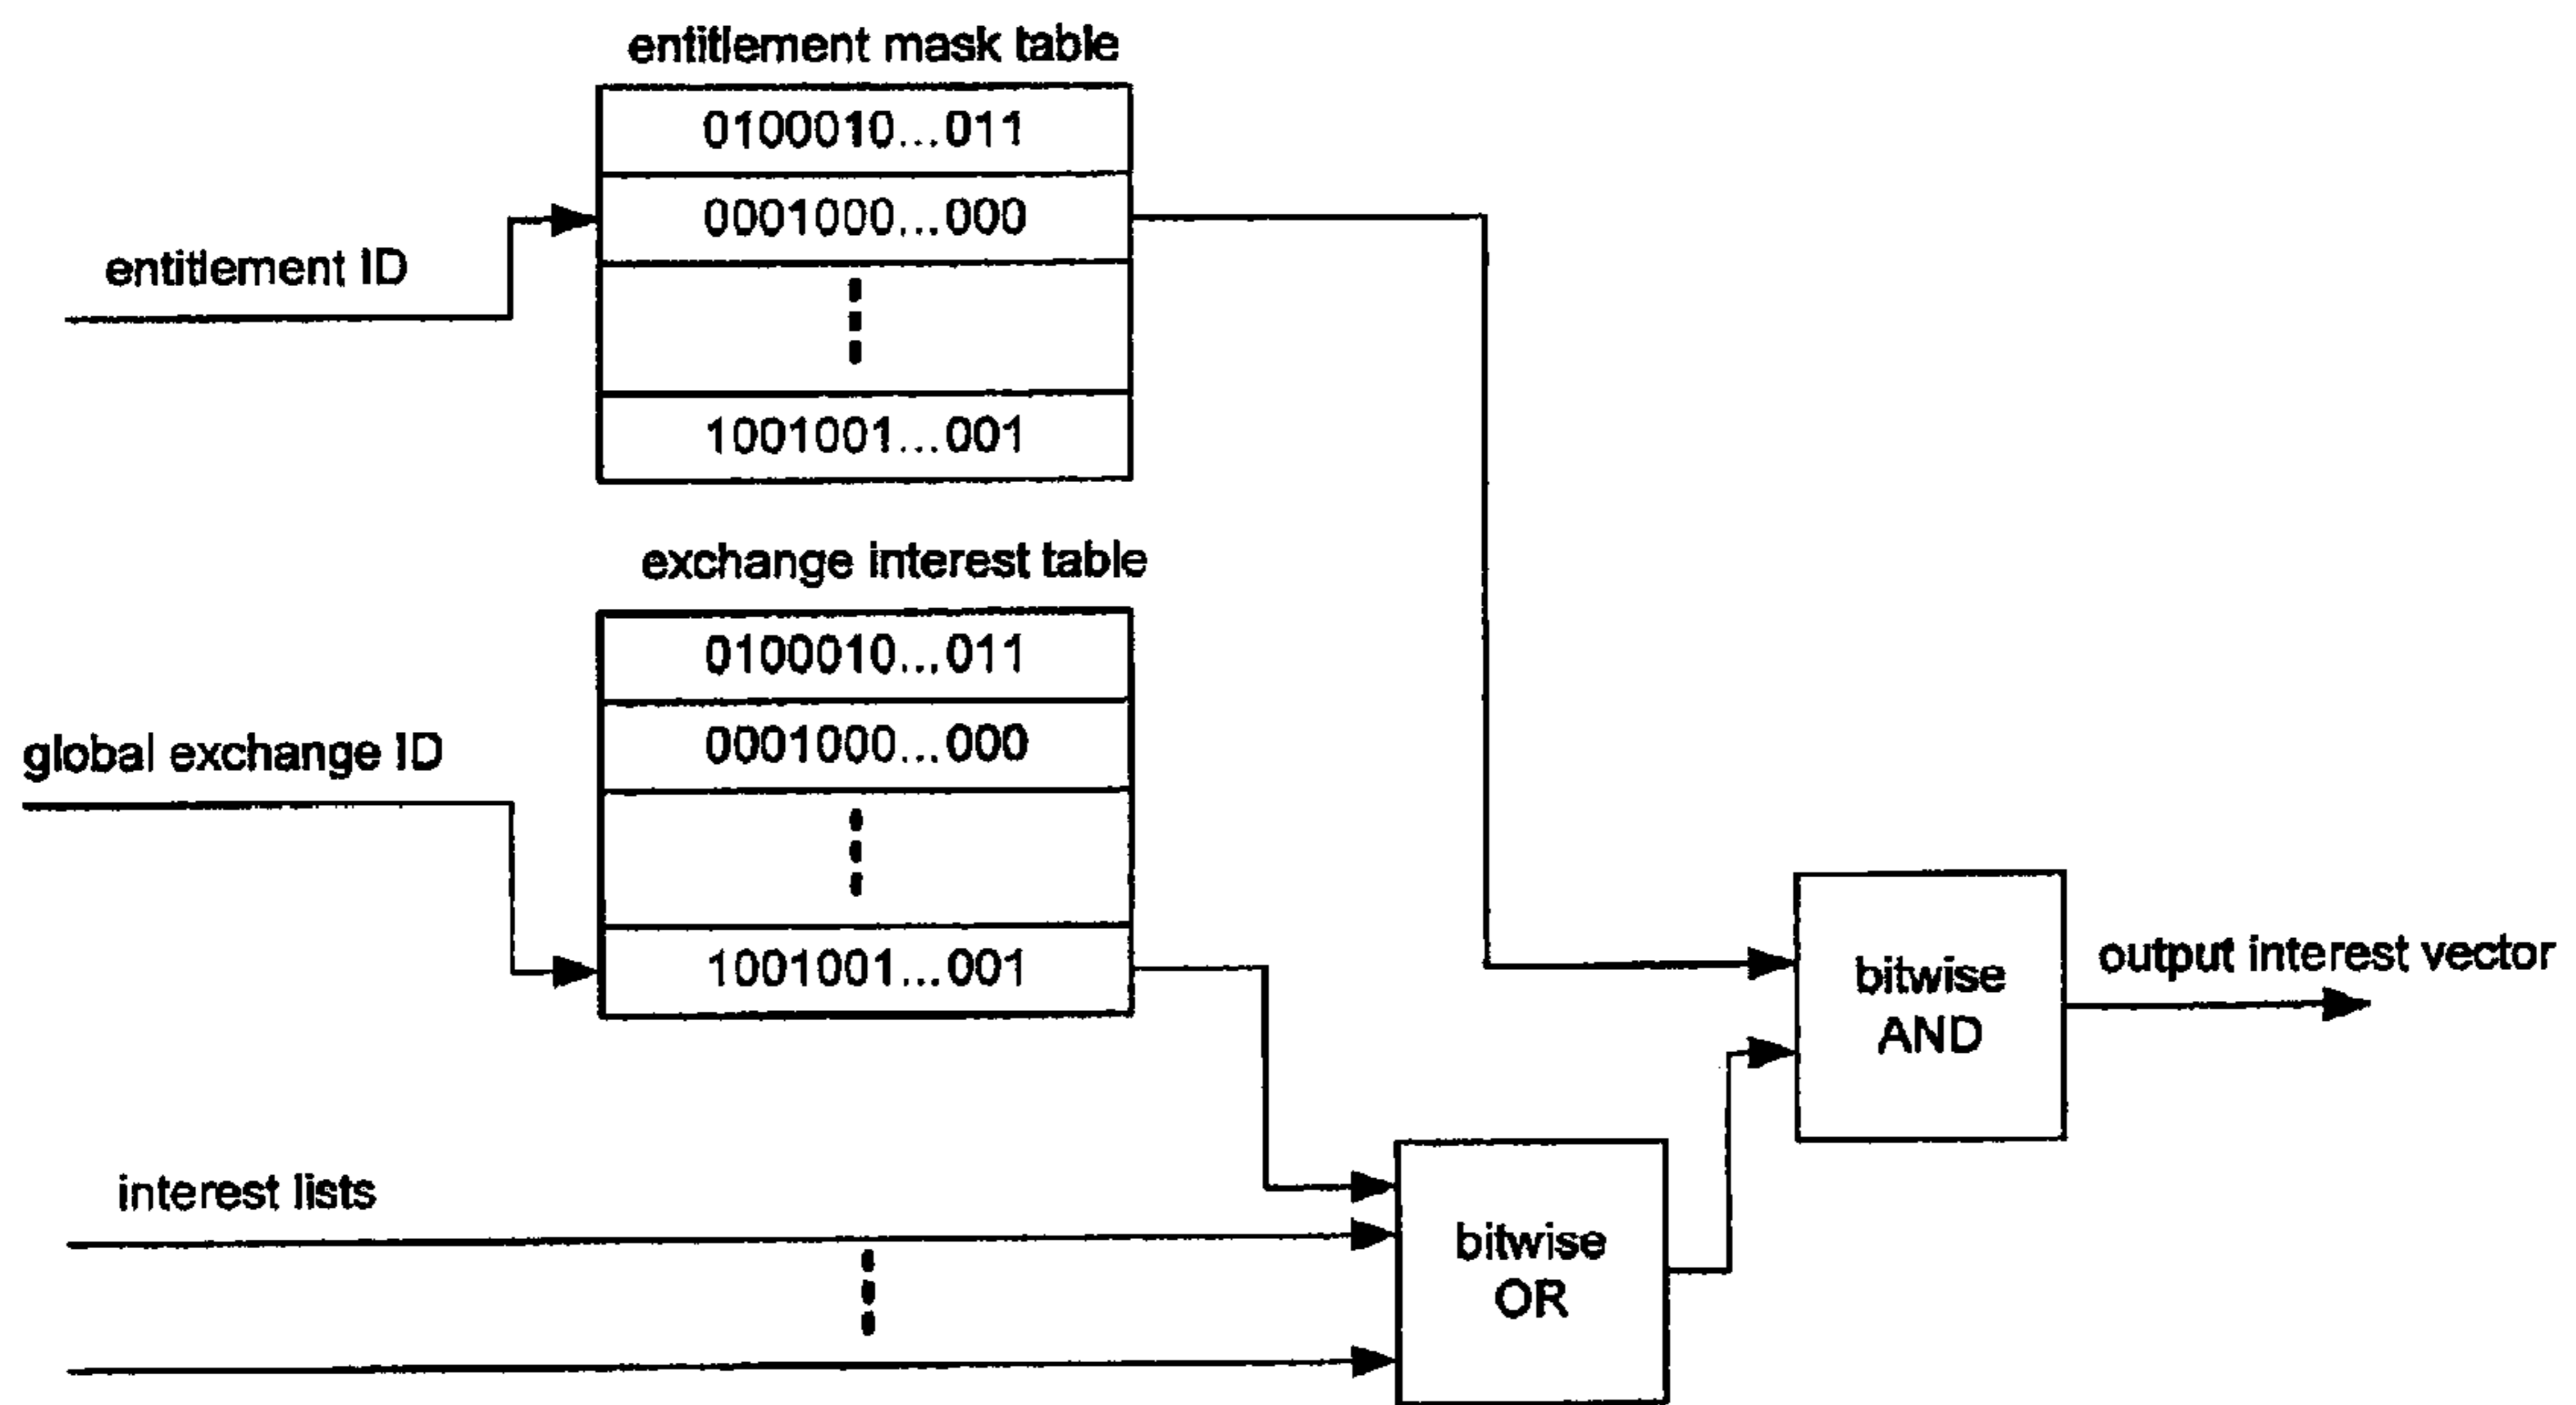 entitlement mask table
0100010...011
0001000...000
entitlement ID
1001001...001
exchange interest table
0100010...011
0001000...000
global exchange ID
1001001...001
output interest vector
bitwise
AND
interest lists
bitwise
OR